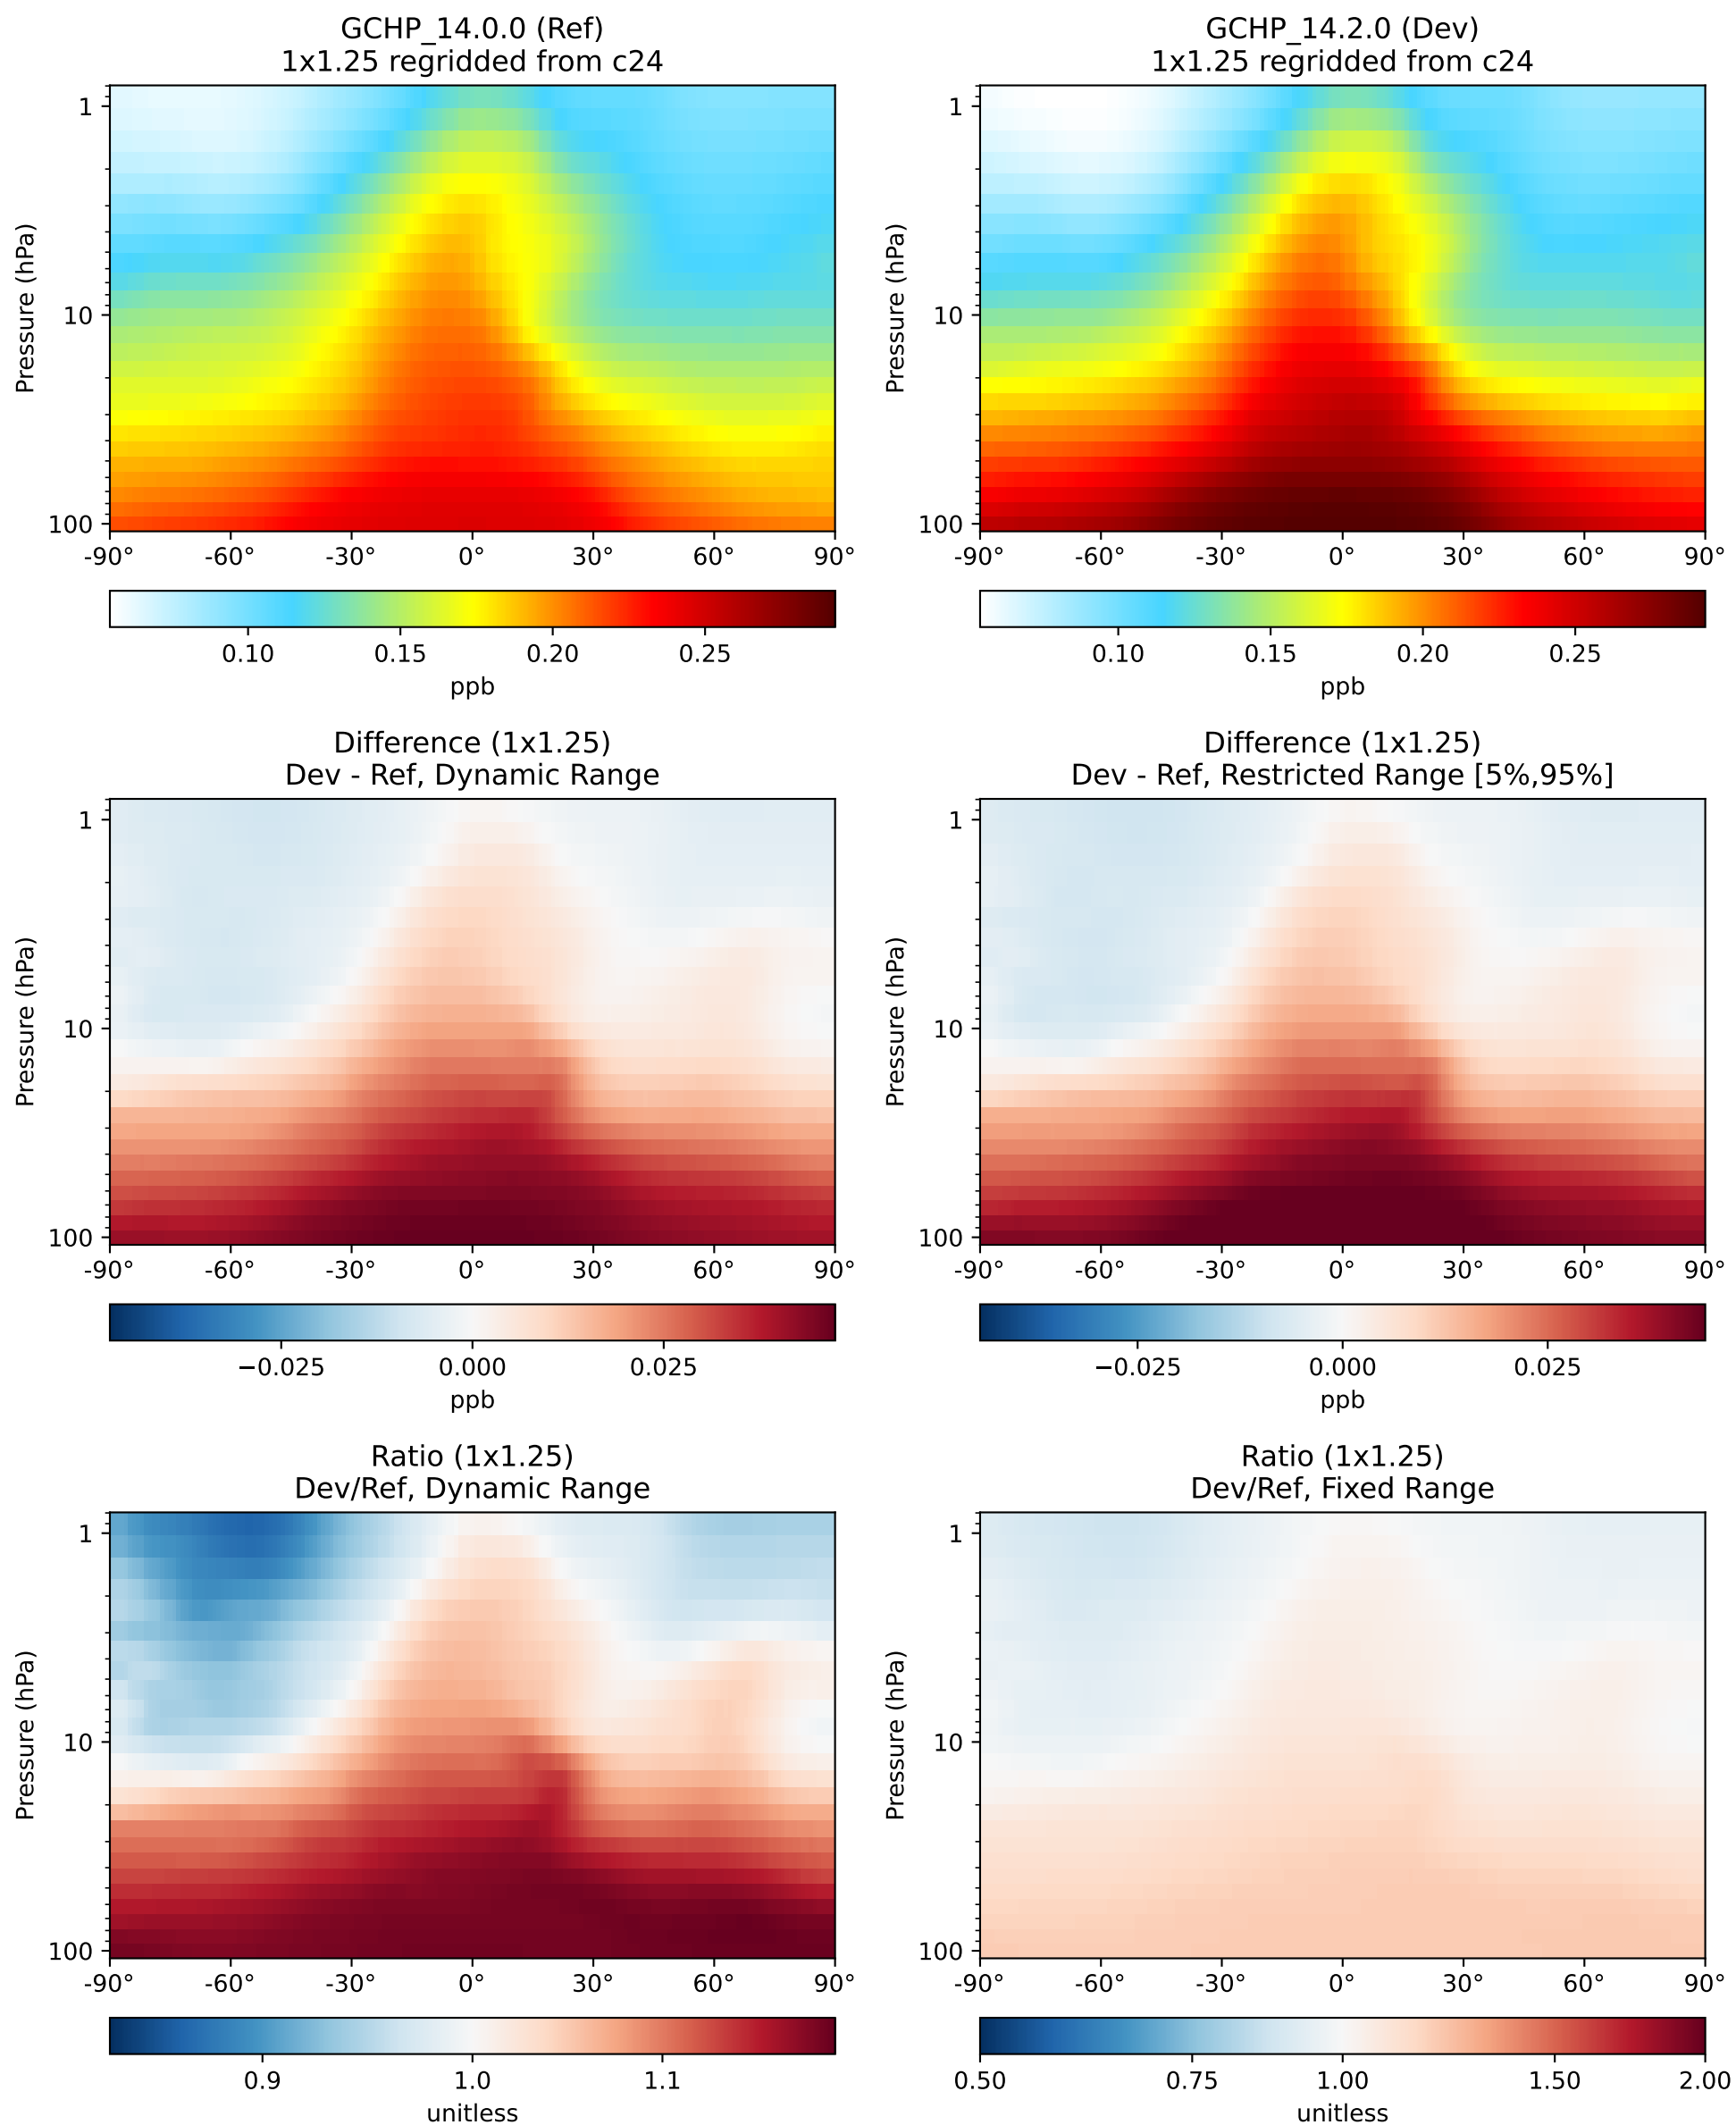 GCHP_14.0.0 (Ref)
1x1.25 regridded from c24
Pressure (hPa)
1
10
100
-90° -60° -30° 0° 30° 60° 90°
0.10 0.15 0.20 0.25
ppb
GCHP_14.2.0 (Dev)
1x1.25 regridded from c24
Pressure (hPa)
1
10
100
-90° -60° -30° 0° 30° 60° 90°
0.10 0.15 0.20 0.25
ppb
Difference (1x1.25)
Dev - Ref, Dynamic Range
Pressure (hPa)
1
10
100
-90° -60° -30° 0° 30° 60° 90°
−0.025 0.000 0.025
ppb
Difference (1x1.25)
Dev - Ref, Restricted Range [5%,95%]
Pressure (hPa)
1
10
100
-90° -60° -30° 0° 30° 60° 90°
−0.025 0.000 0.025
ppb
Ratio (1x1.25)
Dev/Ref, Dynamic Range
Pressure (hPa)
1
10
100
-90° -60° -30° 0° 30° 60° 90°
0.9 1.0 1.1
unitless
Ratio (1x1.25)
Dev/Ref, Fixed Range
Pressure (hPa)
1
10
100
-90° -60° -30° 0° 30° 60° 90°
0.50 0.75 1.00 1.50 2.00
unitless